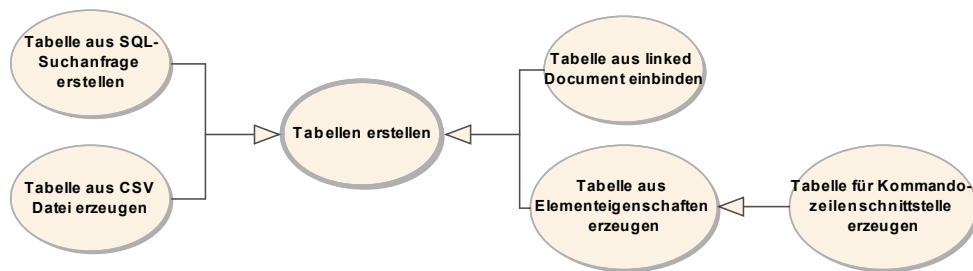 Tabelle aus SQL-
Suchanfrage
erstellen
Tabelle aus CSV
Datei erzeugen
Tabellen erstellen
Tabelle aus linked
Document einbinden
Tabelle aus
Elementeigenschaften
erzeugen
Tabelle für Kommando-
zeilenschnittstelle
erzeugen